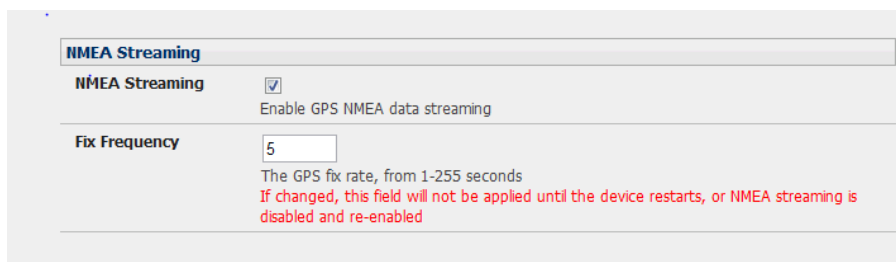 NMEA Streaming
NMEA Streaming
Enable GPS NMEA data streaming
Fix Frequency
5
The GPS fix rate, from 1-255 seconds
If changed, this field will not be applied until the device restarts, or NMEA streaming is
disabled and re-enabled